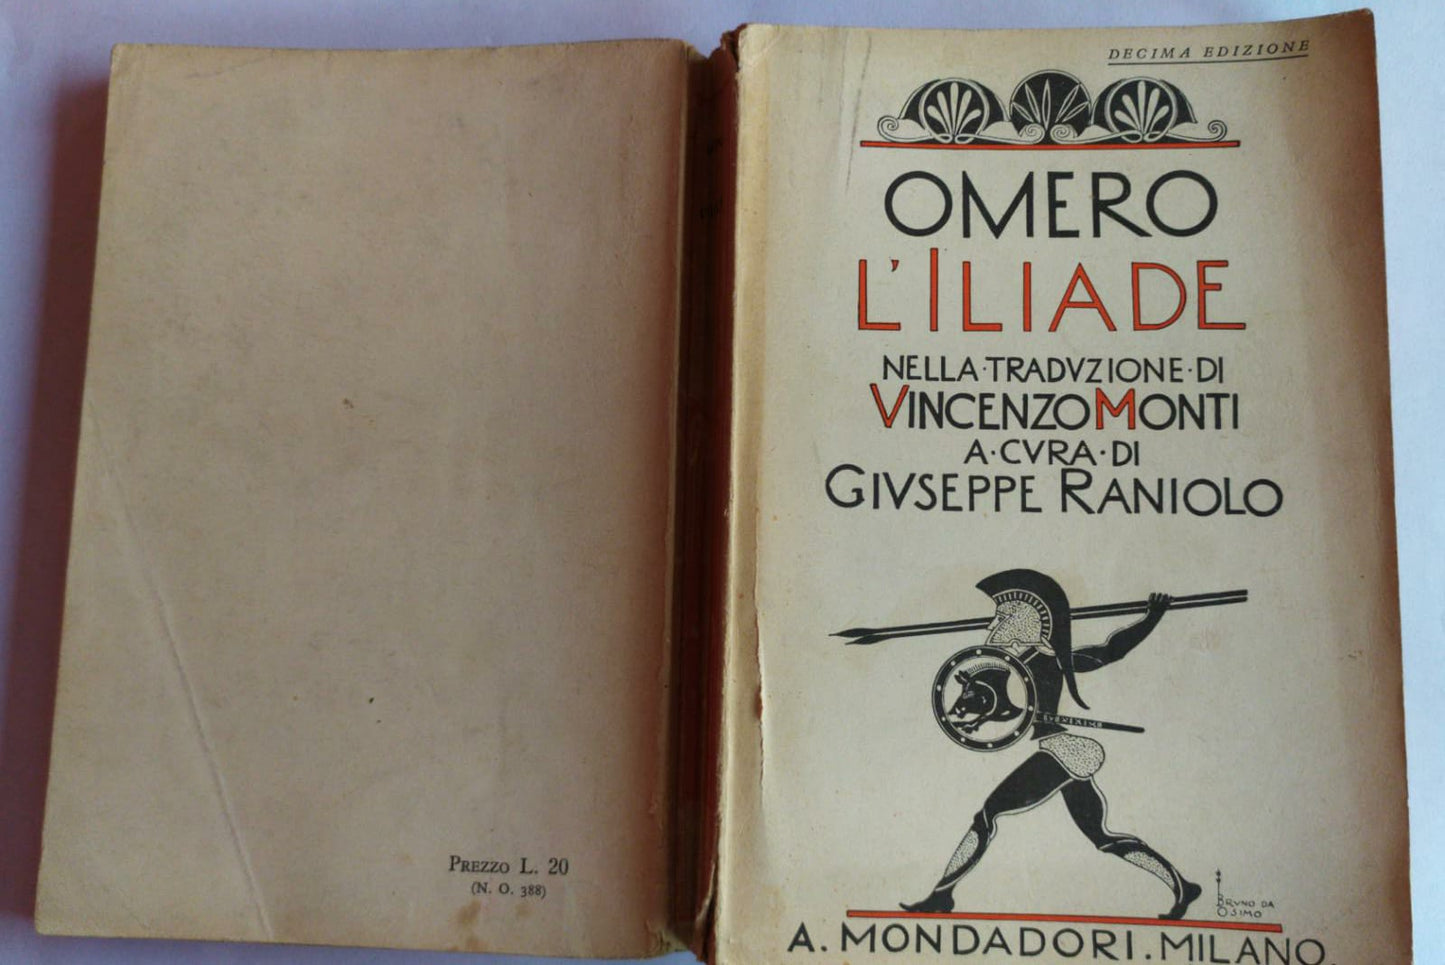 PREZZO L. 20
(N. O. 388)
DECIMA EDIZIONE
OMERO
L'ILIADE
NELLA·TRADVZIONE·DI
VINCENZO MONTI
A·CVRA·DI
GIVSEPPE RANIOLO
BRVNO DA
OSIMO
A. MONDADORI. MILANO.